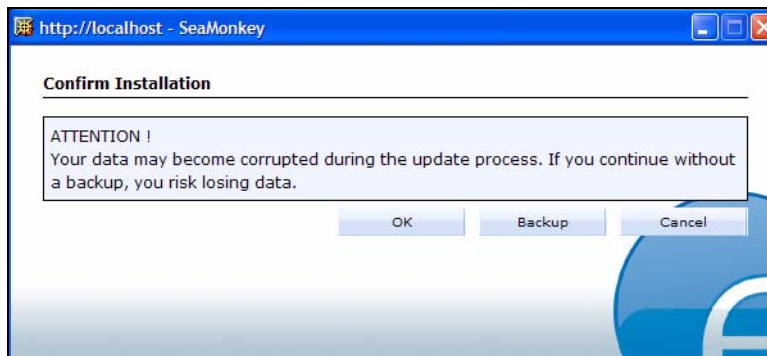 http://localhost - SeaMonkey
Confirm Installation
ATTENTION !
Your data may become corrupted during the update process. If you continue without
a backup, you risk losing data.
OK Backup Cancel